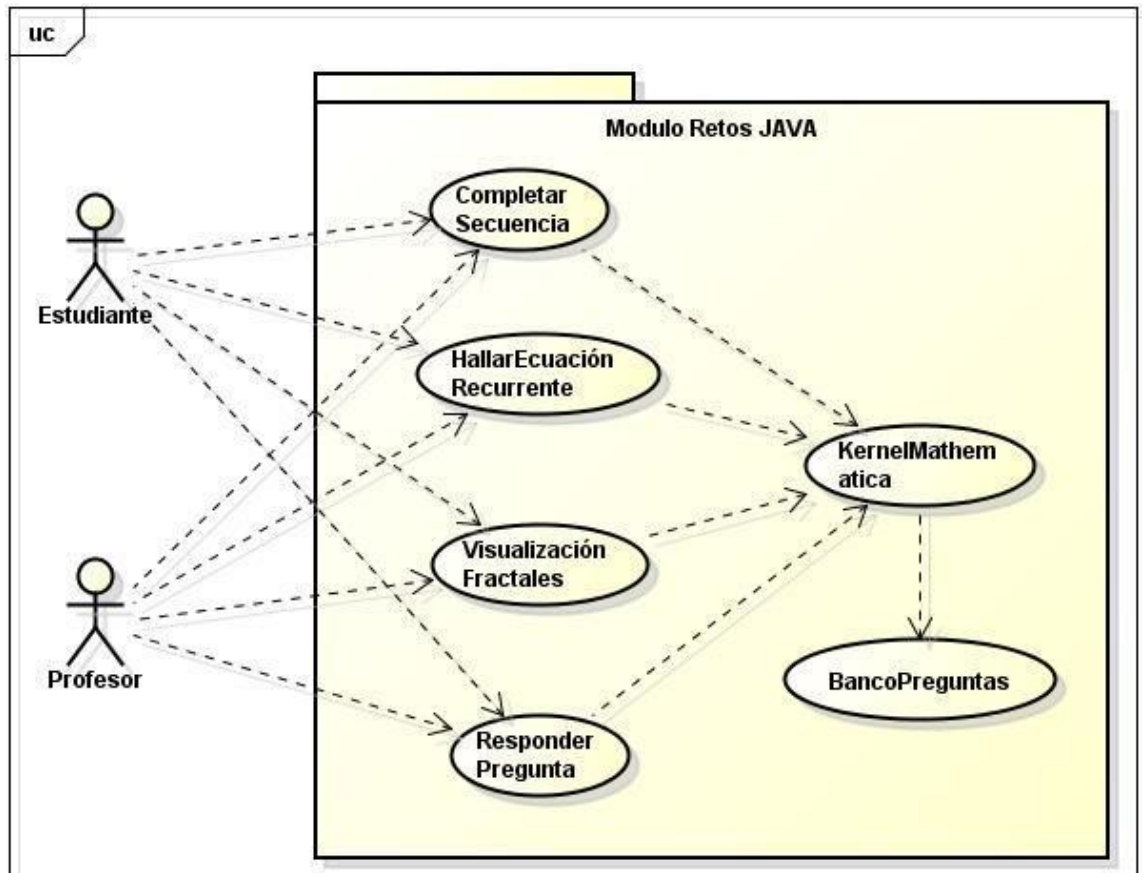 uc
Modulo Retos JAVA
Completar
Secuencia
Estudiante
HallarEcuación
Recurrente
KernelMathem
atica
Visualización
Fractales
Profesor
BancoPreguntas
Responder
Pregunta